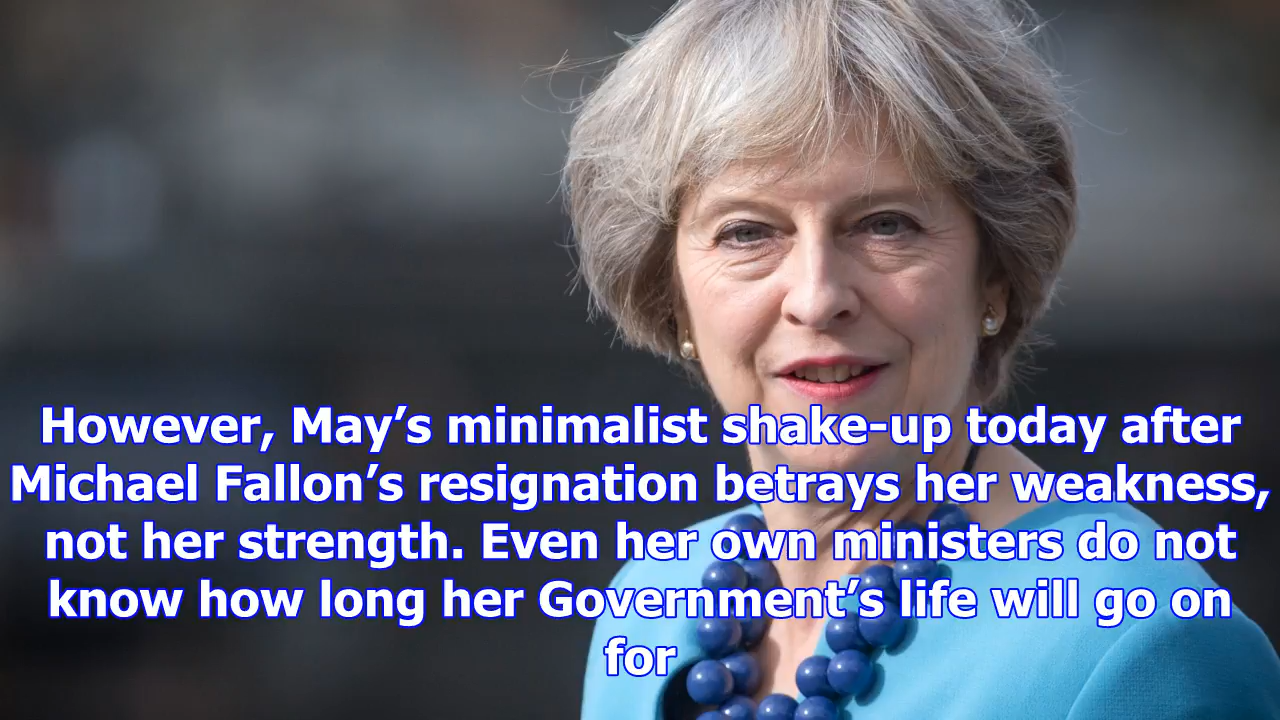 However, May’s minimalist shake-up today after
Michael Fallon’s resignation betrays her weakness,
not her strength. Even her own ministers do not
know how long her Government’s life will go on
for